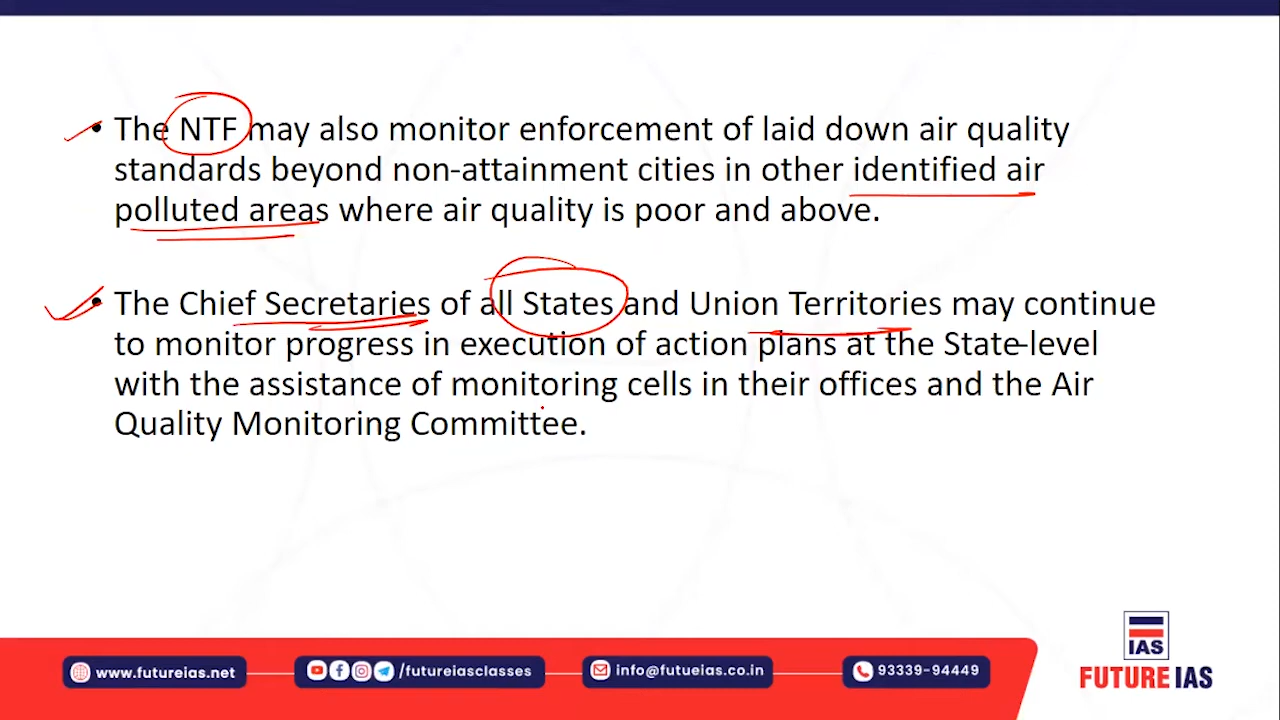 • The NTF may also monitor enforcement of laid down air quality
standards beyond non-attainment cities in other identified air
polluted areas where air quality is poor and above.
• The Chief Secretaries of all States and Union Territories may continue
to monitor progress in execution of action plans at the State-level
with the assistance of monitoring cells in their offices and the Air
Quality Monitoring Committee.
IAS
FUTURE IAS
www.futureias.net
/futureiasclasses
info@futueias.co.in
93339-94449